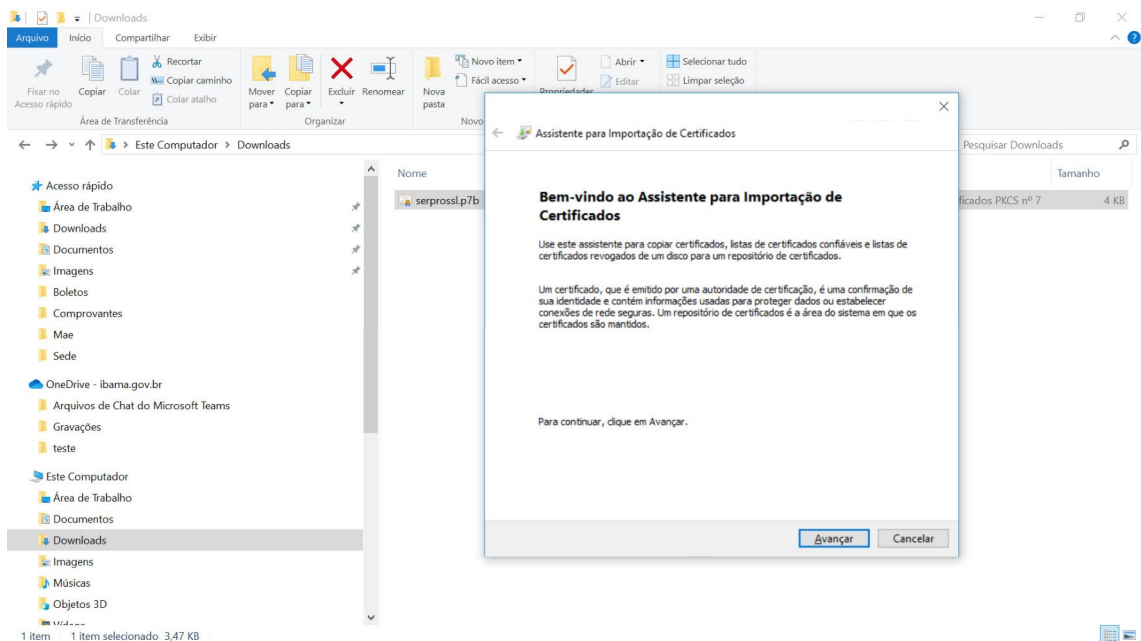 Downloads
Arquivo Início Compartilhar Exibir
Fixar no
Acesso rápido
Copiar
Colar
Recortar
Copiar caminho
Colar atalho
Área de Transferência
Mover
para
Copiar
para
Excluir
Renomear
Organizar
Nova
pasta
Novo item
Fácil acesso
Novo
Propriedades
Abrir
Editar
Selecionar tudo
Limpar seleção
Este Computador > Downloads
Pesquisar Downloads
Nome
Tamanho
serprossl.p7b
ficados PKCS nº 7
4 KB
Acesso rápido
Área de Trabalho
Downloads
Documentos
Imagens
Boletos
Comprovantes
Mae
Sede
OneDrive - ibama.gov.br
Arquivos de Chat do Microsoft Teams
Gravações
teste
Este Computador
Área de Trabalho
Documentos
Downloads
Imagens
Músicas
Objetos 3D
Vídeos
1 item 1 item selecionado 3,47 KB
Assistente para Importação de Certificados
Bem-vindo ao Assistente para Importação de
Certificados
Use este assistente para copiar certificados, listas de certificados confiáveis e listas de
certificados revogados de um disco para um repositório de certificados.
Um certificado, que é emitido por uma autoridade de certificação, é uma confirmação de
sua identidade e contém informações usadas para proteger dados ou estabelecer
conexões de rede seguras. Um repositório de certificados é a área do sistema em que os
certificados são mantidos.
Para continuar, clique em Avançar.
Avançar Cancelar